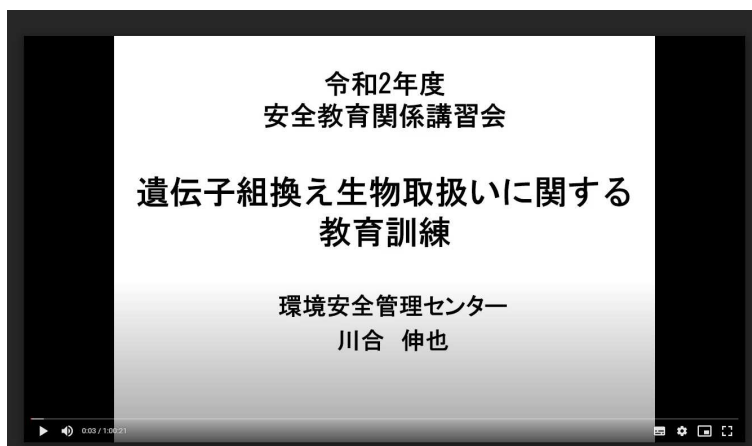 令和2年度
安全教育関係講習会
遺伝子組換え生物取扱いに関する
教育訓練
環境安全管理センター
川合 伸也
0:03 / 1:00:21